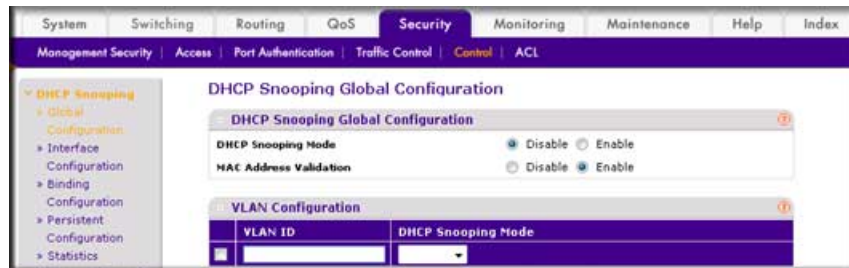 System Switching Routing QoS Security Monitoring Maintenance Help Index
Management Security | Access | Port Authentication | Traffic Control | Control | ACL
DHCP Snooping
» Global
Configuration
» Interface
Configuration
» Binding
Configuration
» Persistent
Configuration
» Statistics
DHCP Snooping Global Configuration
DHCP Snooping Global Configuration
DHCP Snooping Mode Disable Enable
MAC Address Validation Disable Enable
VLAN Configuration
VLAN ID DHCP Snooping Mode